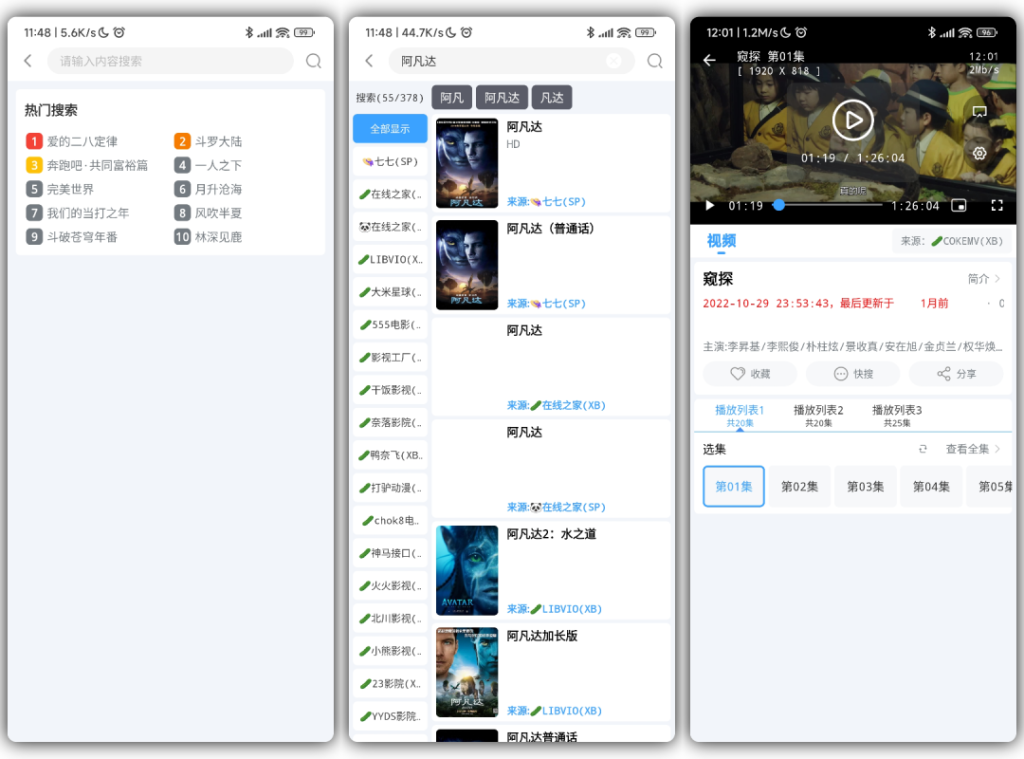 11:48 | 5.6K/s
99
请输入内容搜索
热门搜索
1 爱的二八定律
2 斗罗大陆
3 奔跑吧·共同富裕篇
4 一人之下
5 完美世界
6 月升沧海
7 我们的当打之年
8 风吹半夏
9 斗破苍穹年番
10 林深见鹿
11:48 | 44.7K/s
99
阿凡达
搜索(55/378)
阿凡
阿凡达
凡达
全部显示
七七(SP)
在线之家(..
在线之家(..
LIBVIO(X..
大米星球(..
555电影(..
影视工厂(..
干饭影视(..
奈落影院(..
鸭奈飞(XB..
打驴动漫(..
chok8电..
神马接口(..
火火影视(..
北川影视(..
小熊影视(..
23影院(X..
YYDS影院..
阿凡达
HD
来源:七七(SP)
阿凡达（普通话）
来源:七七(SP)
阿凡达
来源:在线之家(XB)
阿凡达
来源:在线之家(SP)
阿凡达2：水之道
AVATAR
来源:LIBVIO(XB)
阿凡达加长版
来源:LIBVIO(XB)
阿凡达普通话
12:01 | 1.2M/s
96
窥探 第01集
[ 1920 X 818 ]
12:01
2Mb/s
01:19 / 1:26:04
真的听
01:19
1:26:04
视频
来源：COKEMV(XB)
窥探
简介
2022-10-29 23:53:43，最后更新于
1月前
· 0
主演:李昇基/李熙俊/朴柱炫/景收真/安在旭/金贞兰/权华焕…
收藏
快搜
分享
播放列表1
共20集
播放列表2
共20集
播放列表3
共25集
选集
查看全集
第01集
第02集
第03集
第04集
第05集